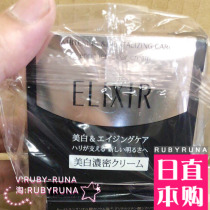 ELIXIR
美白&エイジングケア
ハリが支える 新しい明るさへ
美白濃密クリーム
V:RUBY-RUNA
淘:RUBYRUNA
RUBYRUNA
日直
本购